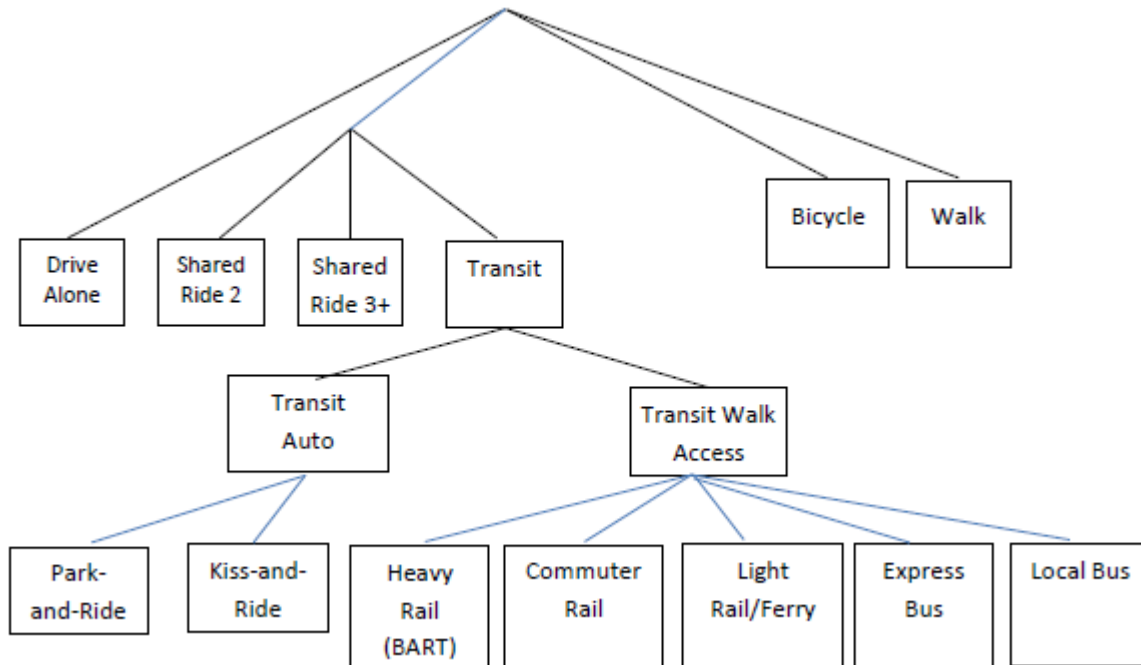 Bicycle
Walk
Drive
Alone
Shared
Ride 2
Shared
Ride 3+
Transit
Transit
Auto
Transit Walk
Access
Park-
and-Ride
Kiss-and-
Ride
Heavy
Rail
(BART)
Commuter
Rail
Light
Rail/Ferry
Express
Bus
Local Bus